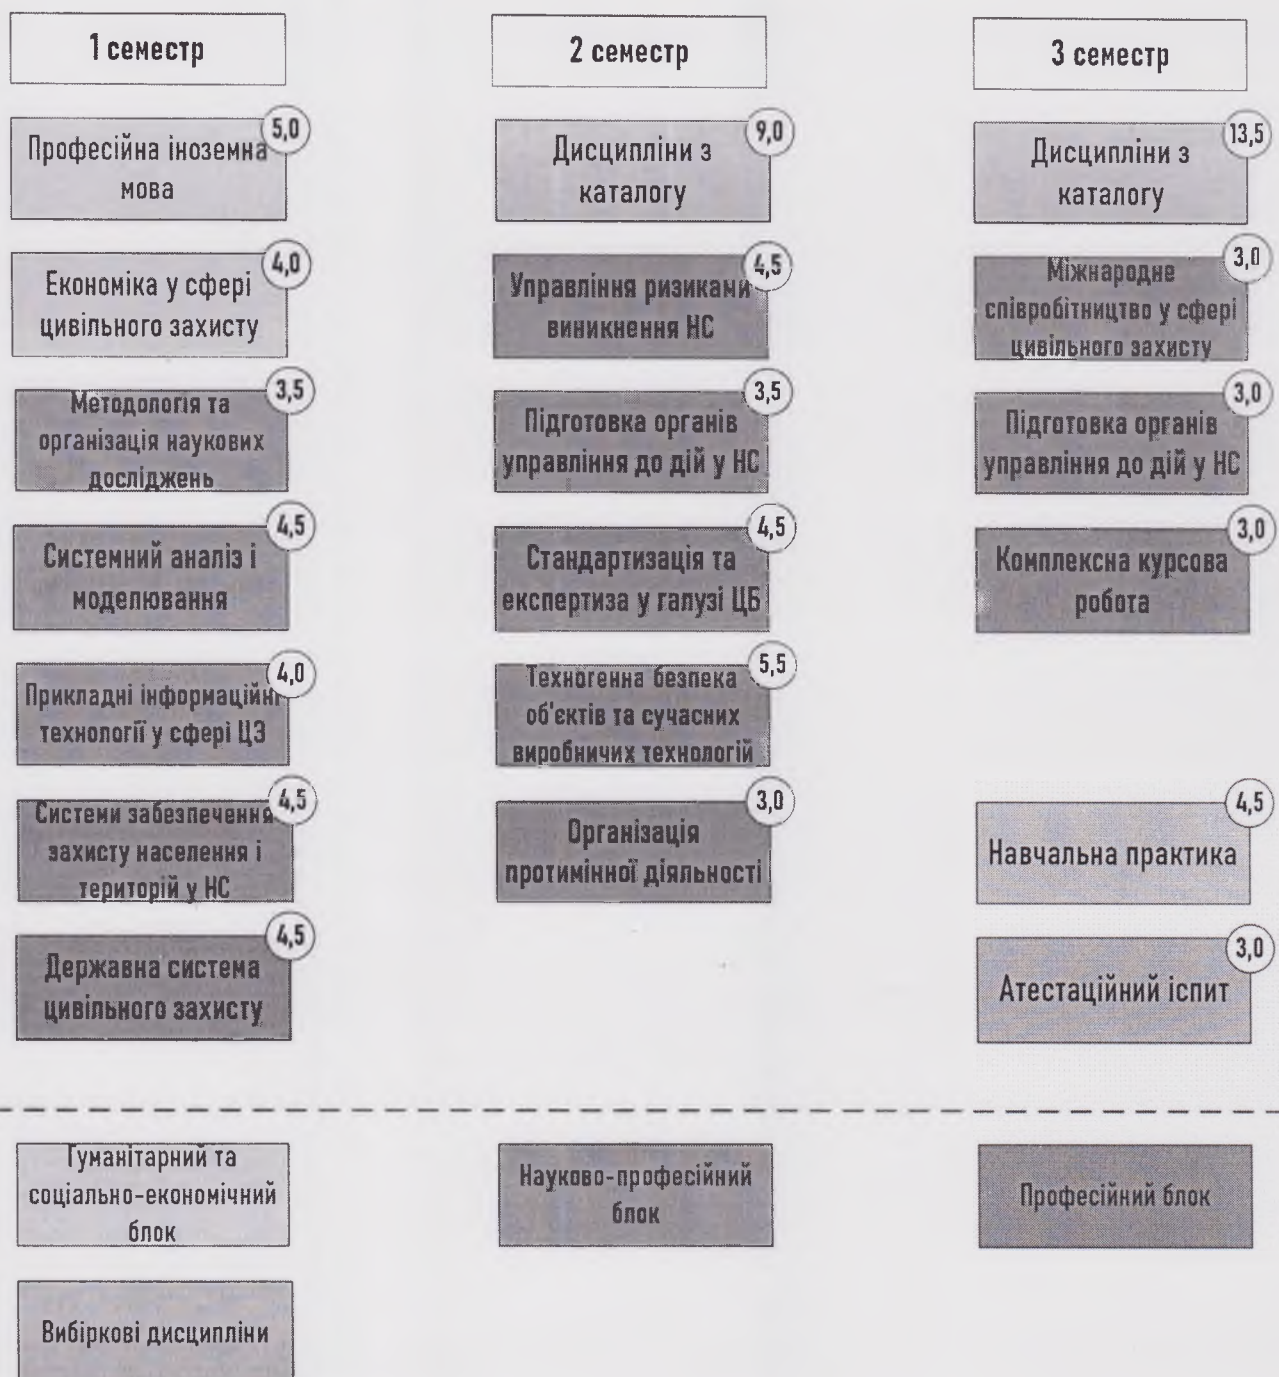 1 семестр
5,0
Професійна іноземна
мова
4,0
Економіка у сфері
цивільного захисту
3,5
Методологія та
організація наукових
досліджень
4,5
Системний аналіз і
моделювання
4,0
Прикладні інформаційні
технології у сфері ЦЗ
4,5
Системи забезпечення
захисту населення і
територій у НС
4,5
Державна система
цивільного захисту
2 семестр
9,0
Дисципліни з
каталогу
4,5
Управління ризиками
виникнення НС
3,5
Підготовка органів
управління до дій у НС
4,5
Стандартизація та
експертиза у галузі ЦБ
5,5
Техногенна безпека
об'єктів та сучасних
виробничих технологій
3,0
Організація
протимінної діяльності
3 семестр
13,5
Дисципліни з
каталогу
3,0
Міжнародне
співробітництво у сфері
цивільного захисту
3,0
Підготовка органів
управління до дій у НС
3,0
Комплексна курсова
робота
4,5
Навчальна практика
3,0
Атестаційний іспит
Гуманітарний та
соціально-економічний
блок
Науково-професійний
блок
Професійний блок
Вибіркові дисципліни